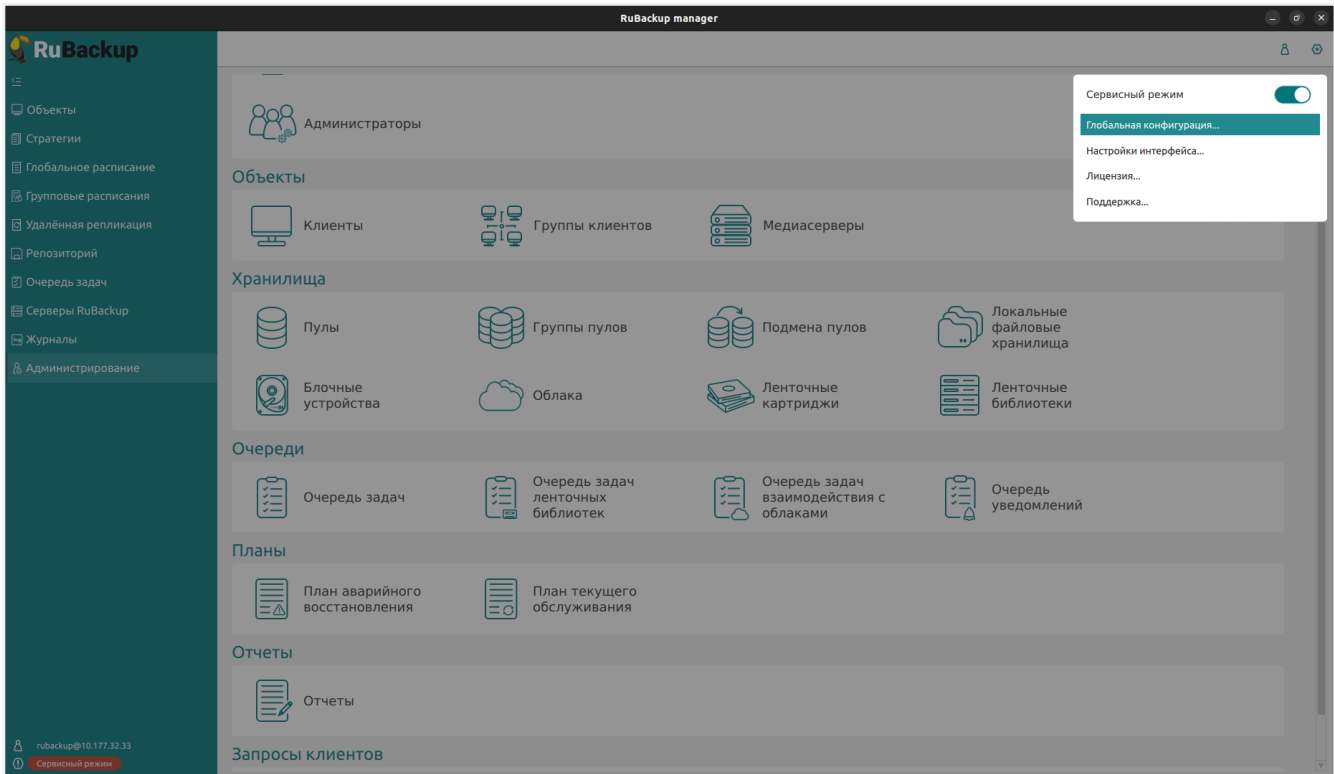 RuBackup manager
RuBackup
Объекты
Стратегии
Глобальное расписание
Групповые расписания
Удалённая репликация
Репозиторий
Очередь задач
Серверы RuBackup
Журналы
Администрирование
rubackup@10.177.32.33
Сервисный режим
Администраторы
Объекты
Клиенты
Группы клиентов
Медиасерверы
Хранилища
Пулы
Группы пулов
Подмена пулов
Локальные
файловые
хранилища
Блочные
устройства
Облака
Ленточные
картриджи
Ленточные
библиотеки
Очереди
Очередь задач
Очередь задач
ленточных
библиотек
Очередь задач
взаимодействия с
облаками
Очередь
уведомлений
Планы
План аварийного
восстановления
План текущего
обслуживания
Отчеты
Отчеты
Запросы клиентов
Сервисный режим
Глобальная конфигурация...
Настройки интерфейса...
Лицензия...
Поддержка...